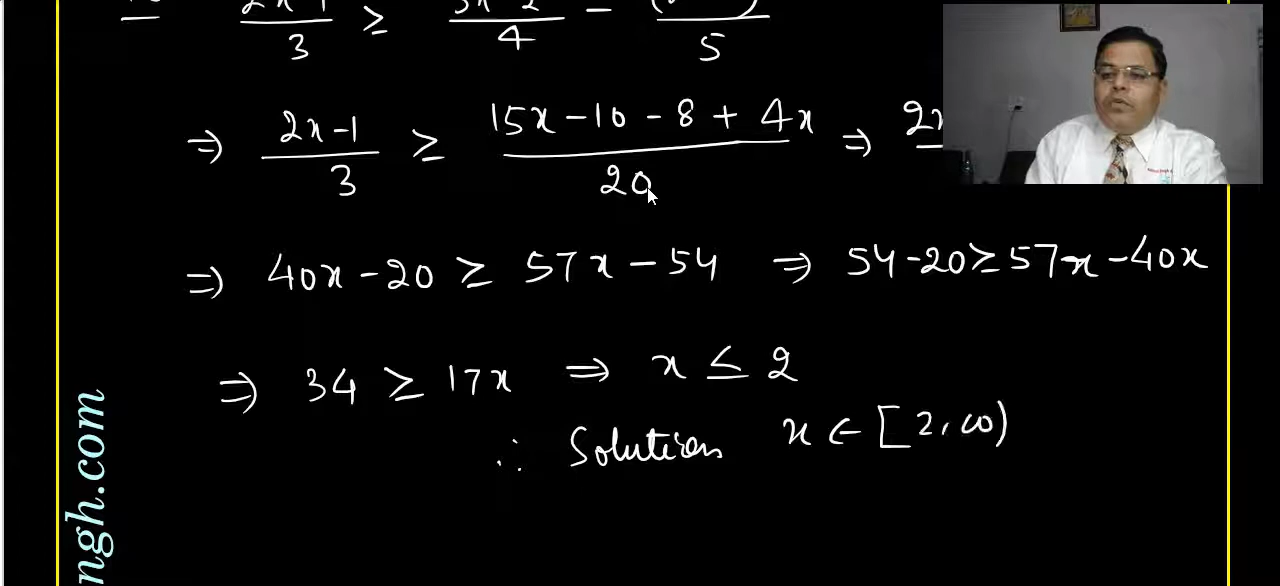 3 ≥ 4 - 5
⇒ 2x-1/3 ≥ 15x-10-8+4x/20 ⇒ 2x
⇒ 40x-20 ≥ 57x-54 ⇒ 54-20≥57x-40x
⇒ 34 ≥ 17x ⇒ x ≤ 2
∴ Solution x ∈ [2,∞)
ngh.com